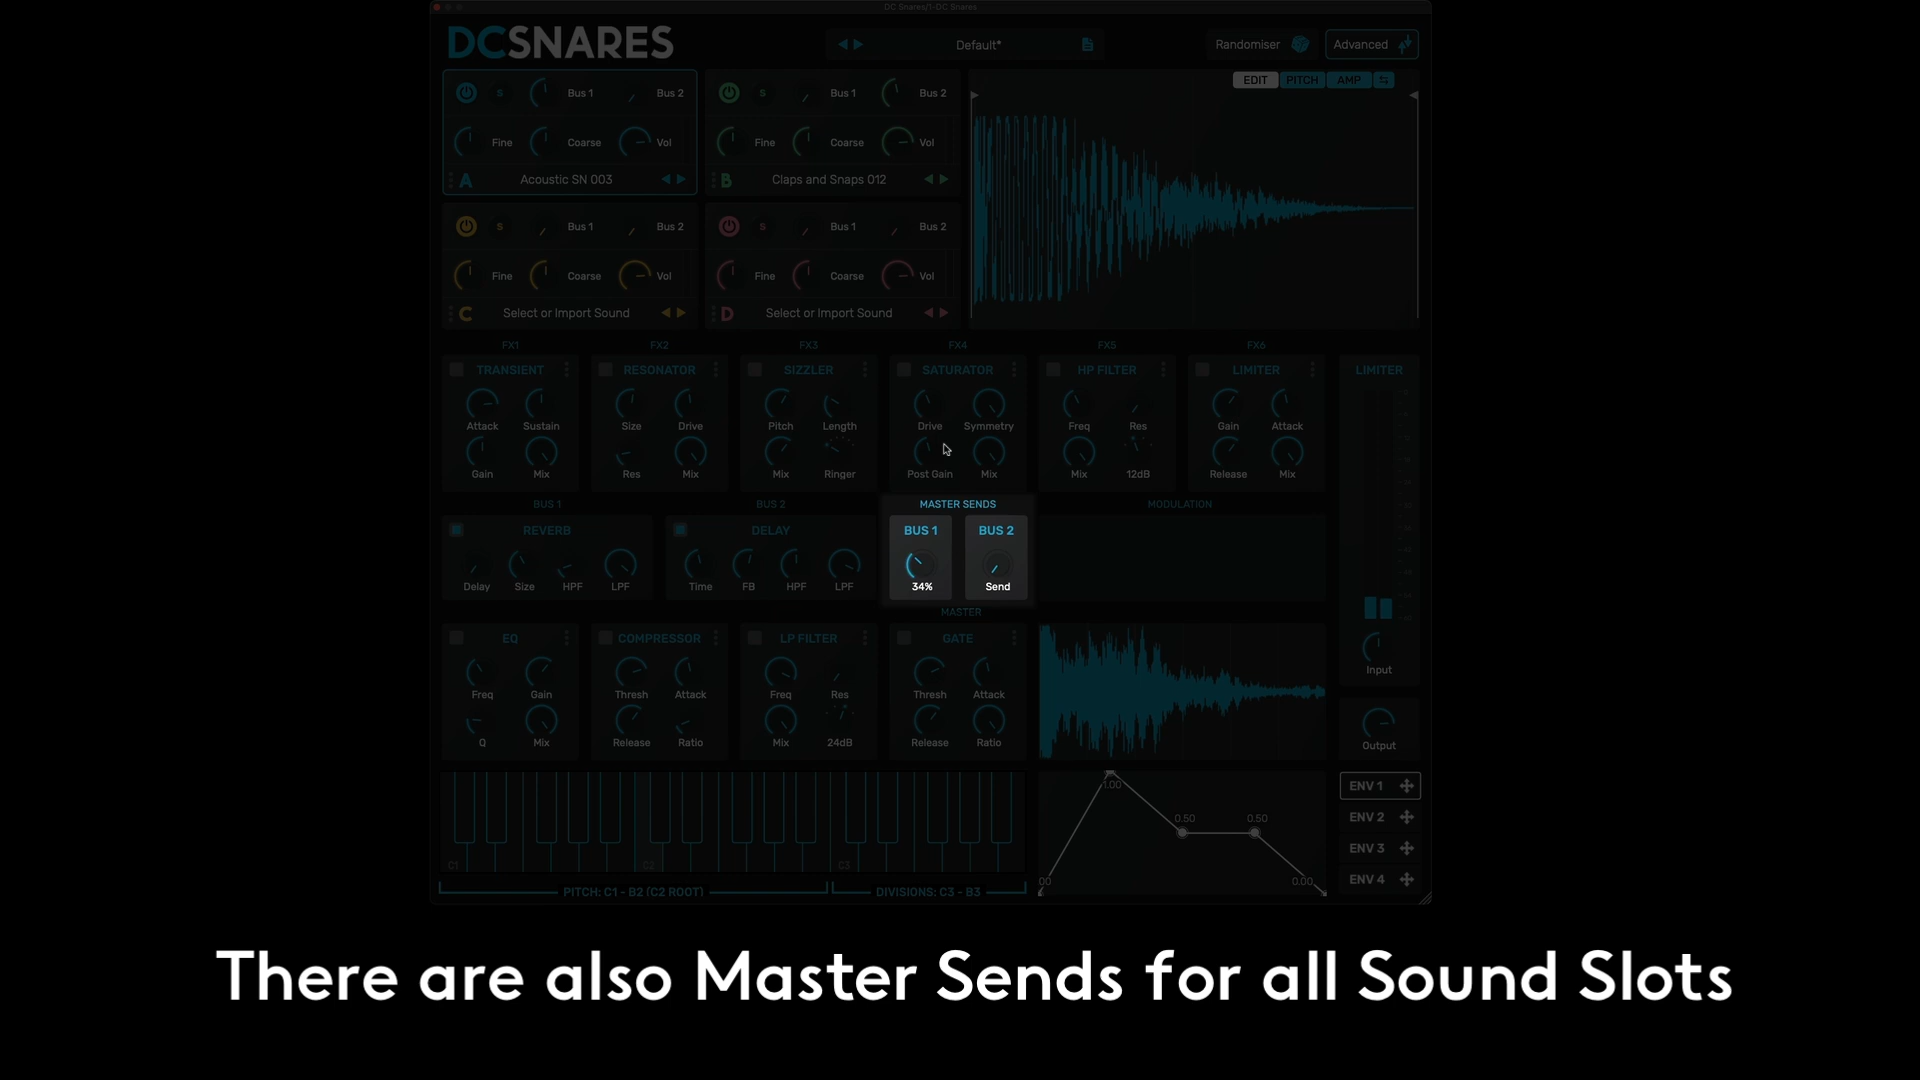 DC Snares/1-DC Snares
DCSNARES
Default*
Randomiser
Advanced
S Bus 1 Bus 2
Fine Coarse Vol
A Acoustic SN 003
S Bus 1 Bus 2
Fine Coarse Vol
B Claps and Snaps 012
EDIT PITCH AMP
S Bus 1 Bus 2
Fine Coarse Vol
C Select or Import Sound
S Bus 1 Bus 2
Fine Coarse Vol
D Select or Import Sound
FX1 FX2 FX3 FX4 FX5 FX6
TRANSIENT
Attack Sustain
Gain Mix
RESONATOR
Size Drive
Res Mix
SIZZLER
Pitch Length
Mix Ringer
SATURATOR
Drive Symmetry
Post Gain Mix
HP FILTER
Freq Res
Mix 12dB
LIMITER
Gain Attack
Release Mix
LIMITER
Input
Output
BUS 1 BUS 2 MASTER SENDS MODULATION
REVERB
Delay Size HPF LPF
DELAY
Time FB HPF LPF
BUS 1
34%
BUS 2
Send
MASTER
EQ
Freq Gain
Q Mix
COMPRESSOR
Thresh Attack
Release Ratio
LP FILTER
Freq Res
Mix 24dB
GATE
Thresh Attack
Release Ratio
C1 C2 C3
PITCH: C1 - B2 (C2 ROOT) DIVISIONS: C3 - B3
1.00
0.50 0.50
0.00
ENV 1
ENV 2
ENV 3
ENV 4
There are also Master Sends for all Sound Slots